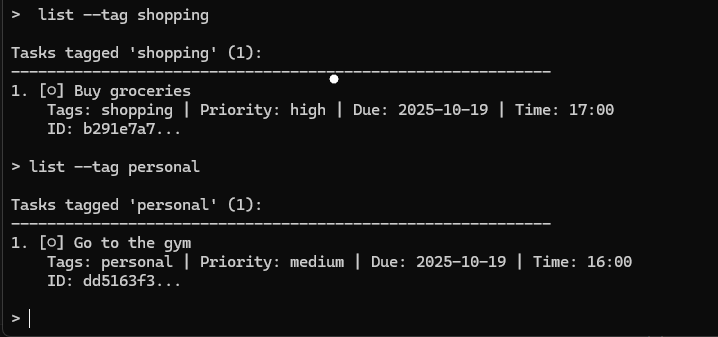 >  list --tag shopping
Tasks tagged 'shopping' (1):
------------------------------------------------------------
1. [○] Buy groceries
    Tags: shopping | Priority: high | Due: 2025-10-19 | Time: 17:00
    ID: b291e7a7...
> list --tag personal
Tasks tagged 'personal' (1):
------------------------------------------------------------
1. [○] Go to the gym
    Tags: personal | Priority: medium | Due: 2025-10-19 | Time: 16:00
    ID: dd5163f3...
>